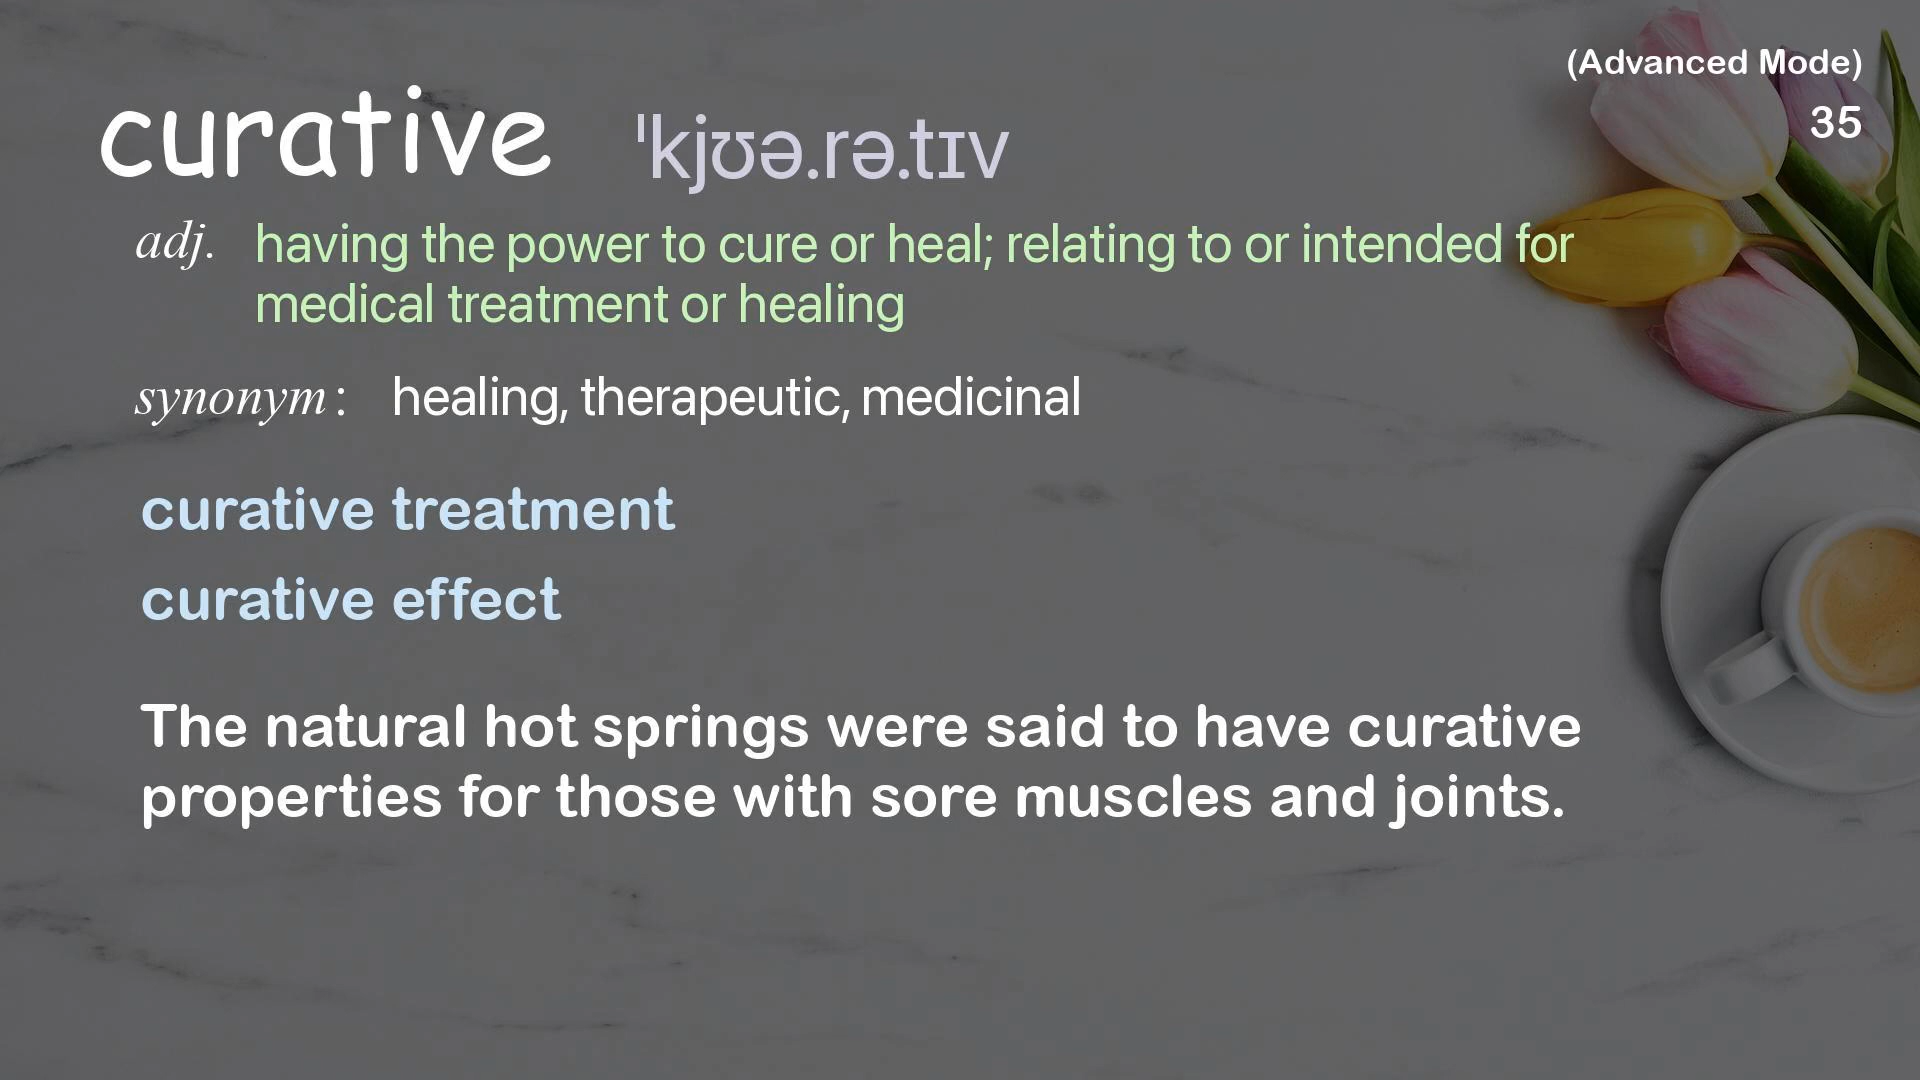 (Advanced Mode)
35
curative ˈkjʊə.rə.tɪv
adj. having the power to cure or heal; relating to or intended for
medical treatment or healing
synonym: healing, therapeutic, medicinal
curative treatment
curative effect
The natural hot springs were said to have curative
properties for those with sore muscles and joints.